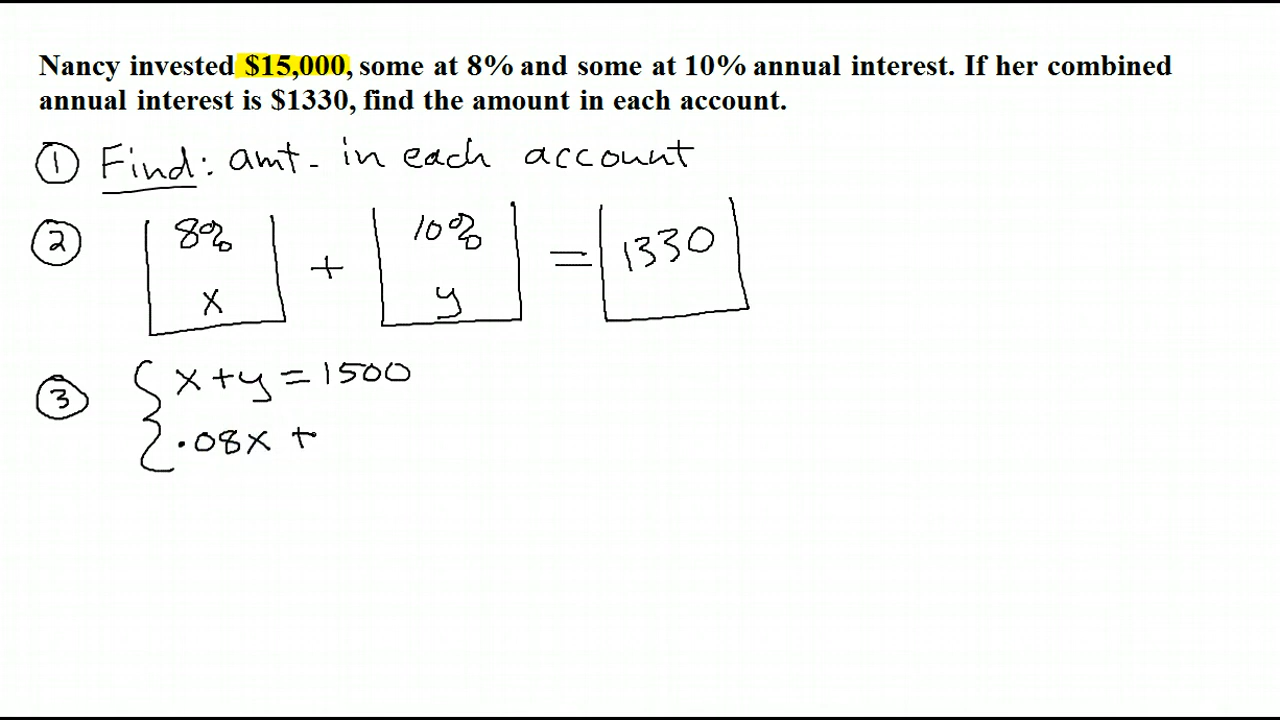 Nancy invested $15,000, some at 8% and some at 10% annual interest. If her combined
annual interest is $1330, find the amount in each account.
① Find: amt. in each account
② 8% x + 10% y = 1330
③ { x + y = 1500
.08x +